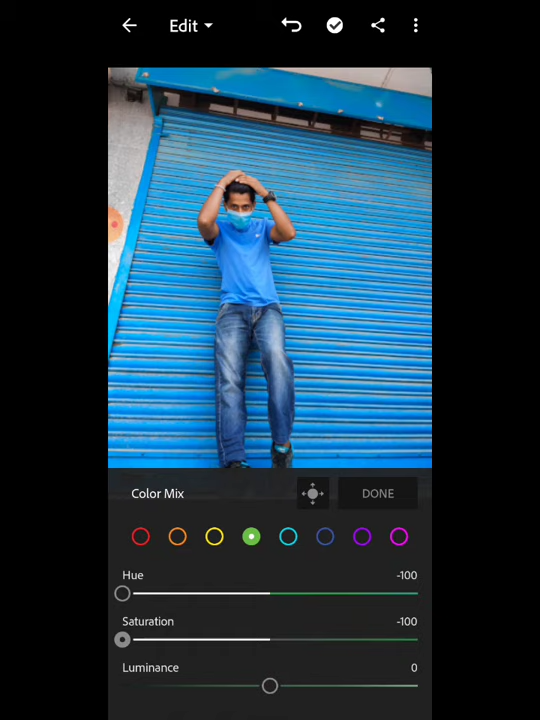 Edit
Color Mix
DONE
Hue -100
Saturation -100
Luminance 0